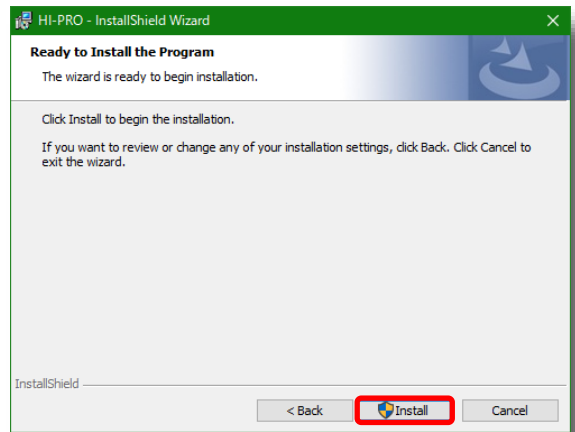 HI-PRO - InstallShield Wizard
Ready to Install the Program
The wizard is ready to begin installation.
Click Install to begin the installation.
If you want to review or change any of your installation settings, click Back. Click Cancel to
exit the wizard.
InstallShield
< Back Install Cancel